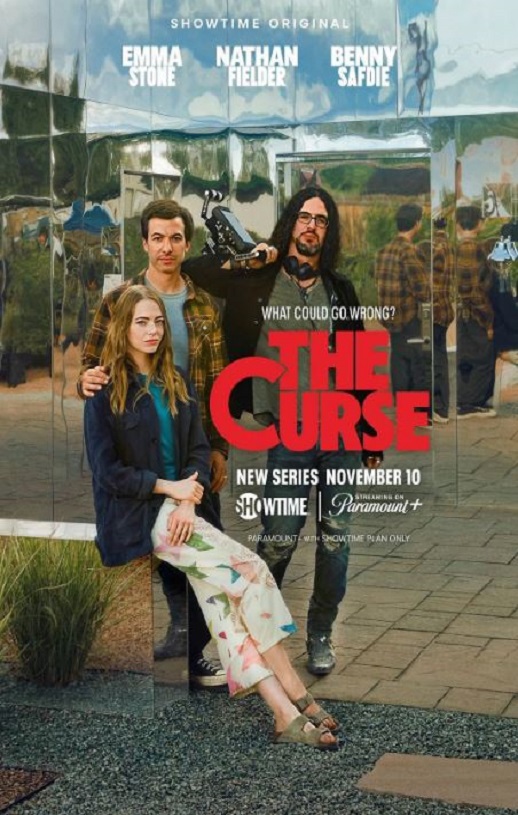 SHOWTIME ORIGINAL
EMMA STONE
NATHAN FIELDER
BENNY SAFDIE
WHAT COULD GO WRONG?
THE
CURSE
NEW SERIES NOVEMBER 10
SHOWTIME
STREAMING ON
Paramount+
PARAMOUNT+ WITH SHOWTIME PLAN ONLY